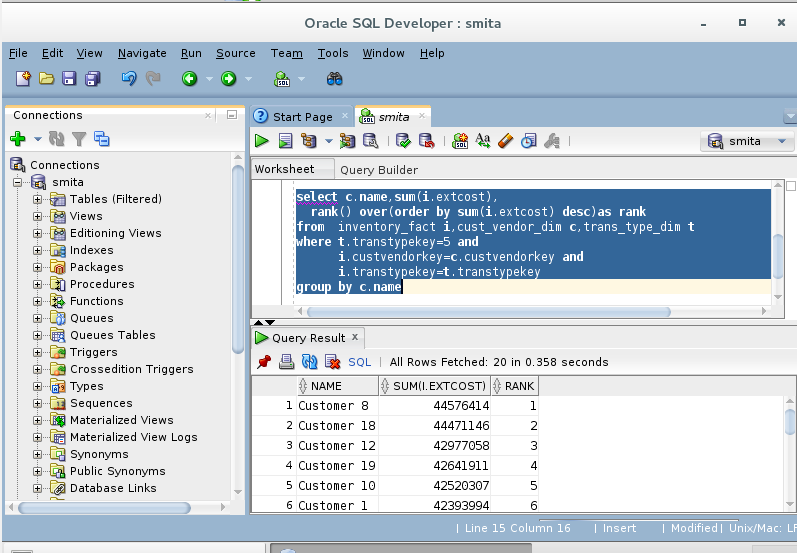 Oracle SQL Developer : smita
File Edit View Navigate Run Source Team Tools Window Help
Connections
Connections
smita
Tables (Filtered)
Views
Editioning Views
Indexes
Packages
Procedures
Functions
Queues
Queues Tables
Triggers
Crossedition Triggers
Types
Sequences
Materialized Views
Materialized View Logs
Synonyms
Public Synonyms
Database Links
Start Page
smita
smita
Worksheet Query Builder
select c.name,sum(i.extcost),
rank() over(order by sum(i.extcost) desc)as rank
from  inventory_fact i,cust_vendor_dim c,trans_type_dim t
where t.transtypekey=5 and
i.custvendorkey=c.custvendorkey and
i.transtypekey=t.transtypekey
group by c.name
Query Result
SQL | All Rows Fetched: 20 in 0.358 seconds
NAME SUM(I.EXTCOST) RANK
1 Customer 8 44576414 1
2 Customer 18 44471146 2
3 Customer 12 42977058 3
4 Customer 19 42641911 4
5 Customer 10 42520307 5
6 Customer 1 42393994 6
| Line 15 Column 16 | Insert | Modified | Unix/Mac: LF